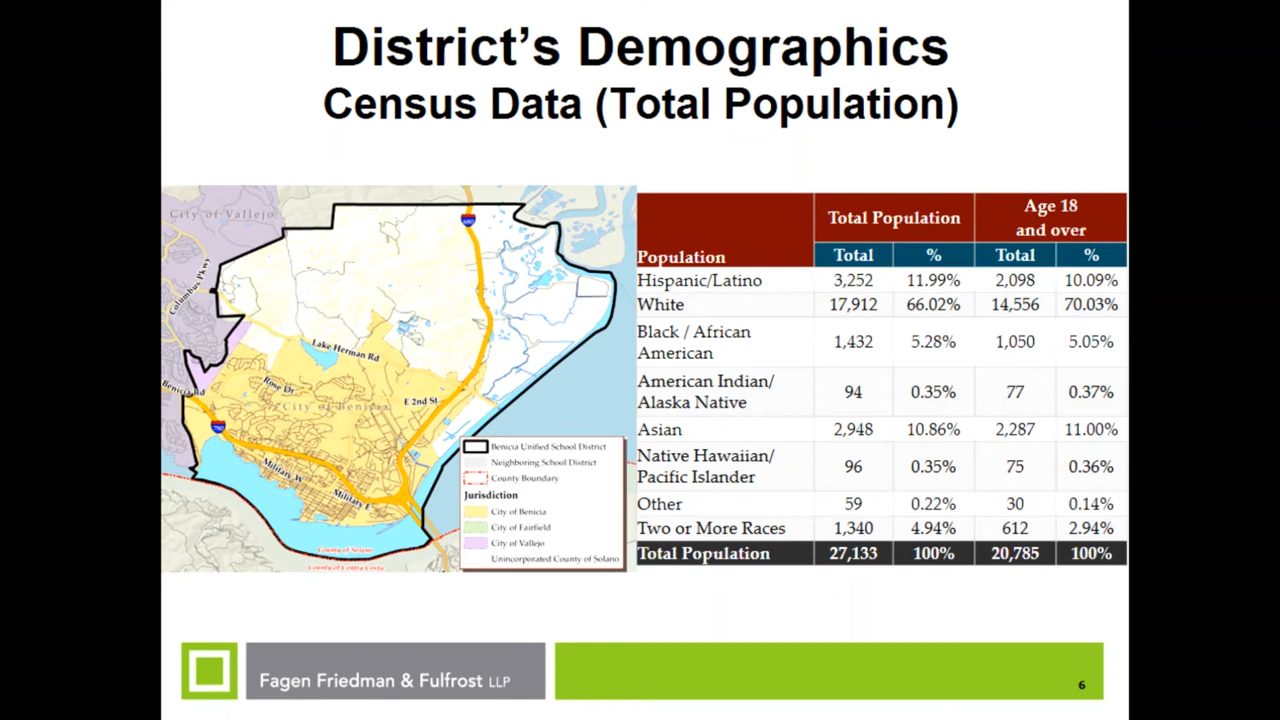 District's Demographics
Census Data (Total Population)
City of Vallejo
680
Columbus Pkwy
Lake Herman Rd
Benicia Rd
Rose Dr
City of Benicia
E 2nd St
780
Military W
Military E
County of Solano
County of Contra Costa
Benicia Unified School District
Neighboring School District
County Boundary
Jurisdiction
City of Benicia
City of Fairfield
City of Vallejo
Unincorporated County of Solano
Total Population Age 18
and over
Population Total % Total %
Hispanic/Latino 3,252 11.99% 2,098 10.09%
White 17,912 66.02% 14,556 70.03%
Black / African
American 1,432 5.28% 1,050 5.05%
American Indian/
Alaska Native 94 0.35% 77 0.37%
Asian 2,948 10.86% 2,287 11.00%
Native Hawaiian/
Pacific Islander 96 0.35% 75 0.36%
Other 59 0.22% 30 0.14%
Two or More Races 1,340 4.94% 612 2.94%
Total Population 27,133 100% 20,785 100%
Fagen Friedman & Fulfrost LLP
6